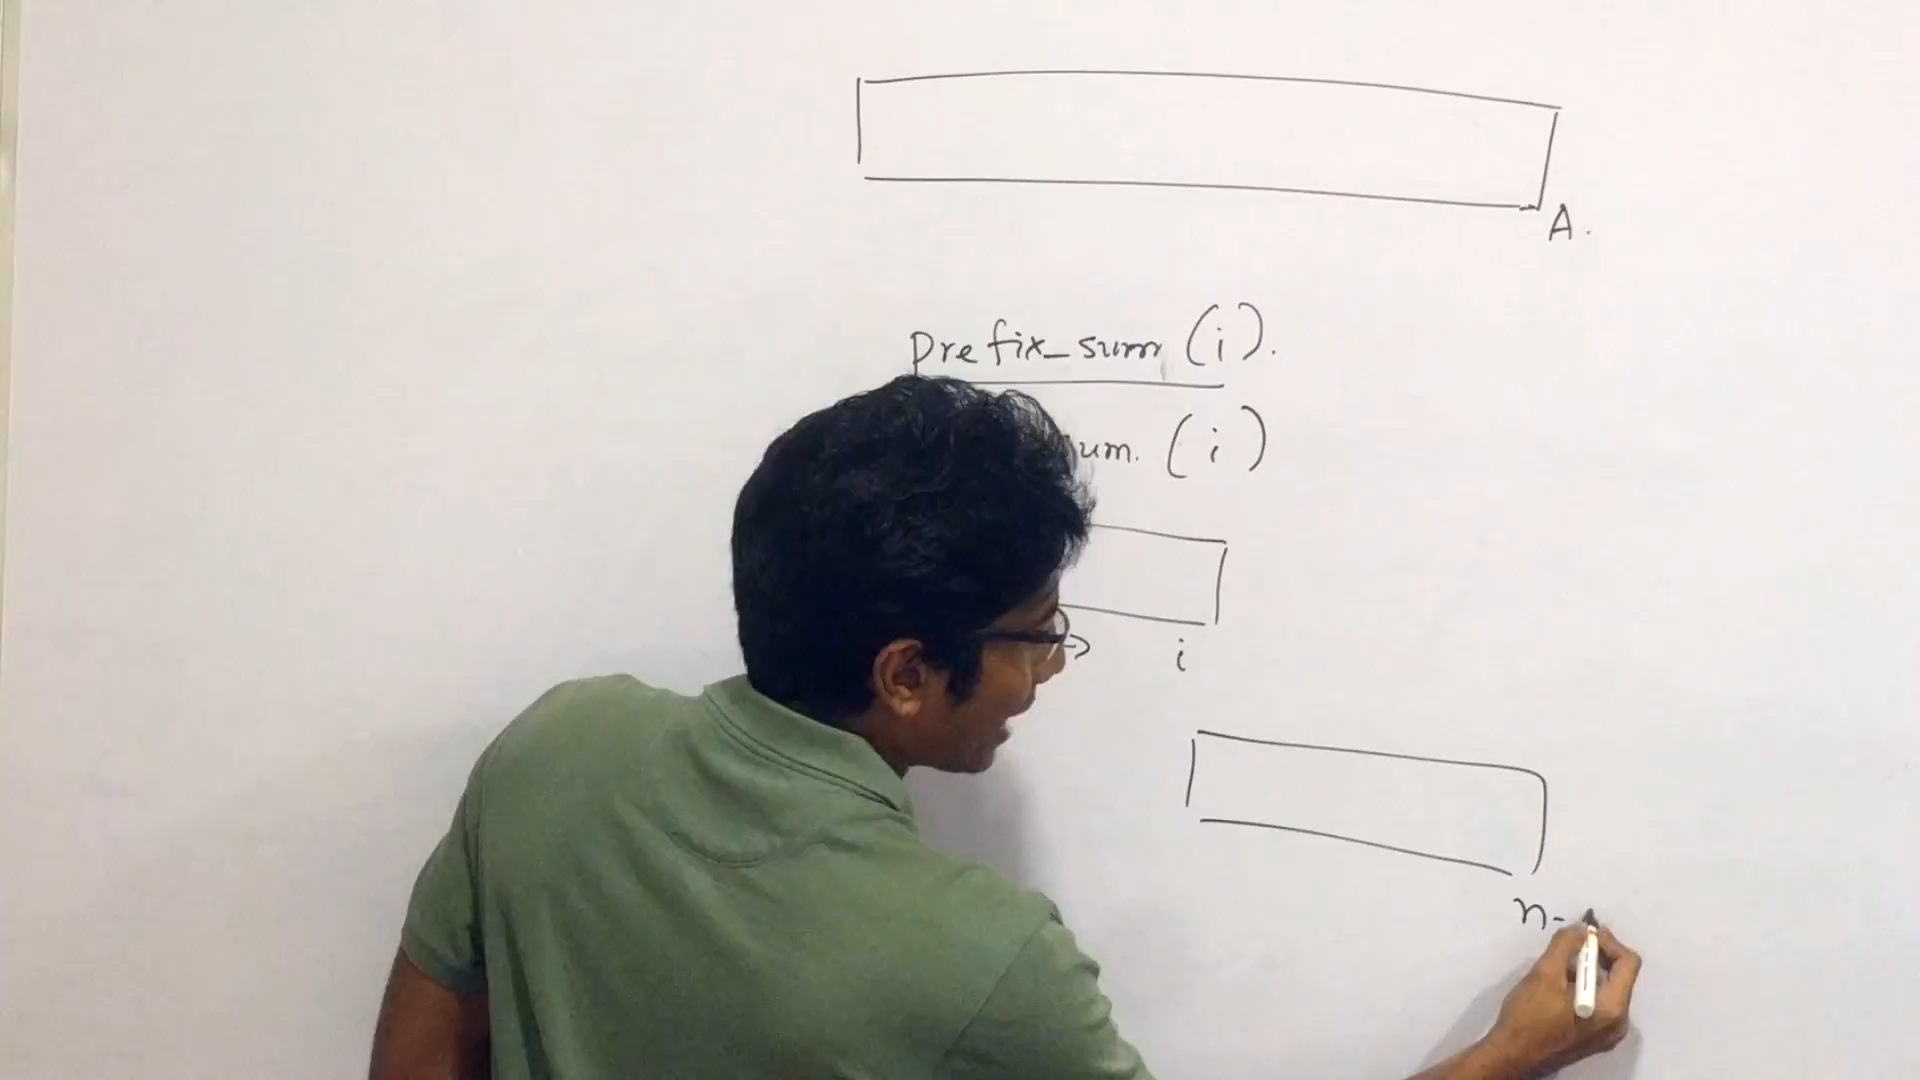 A.
prefix_sum (i).
um. (i)
→ i
n-